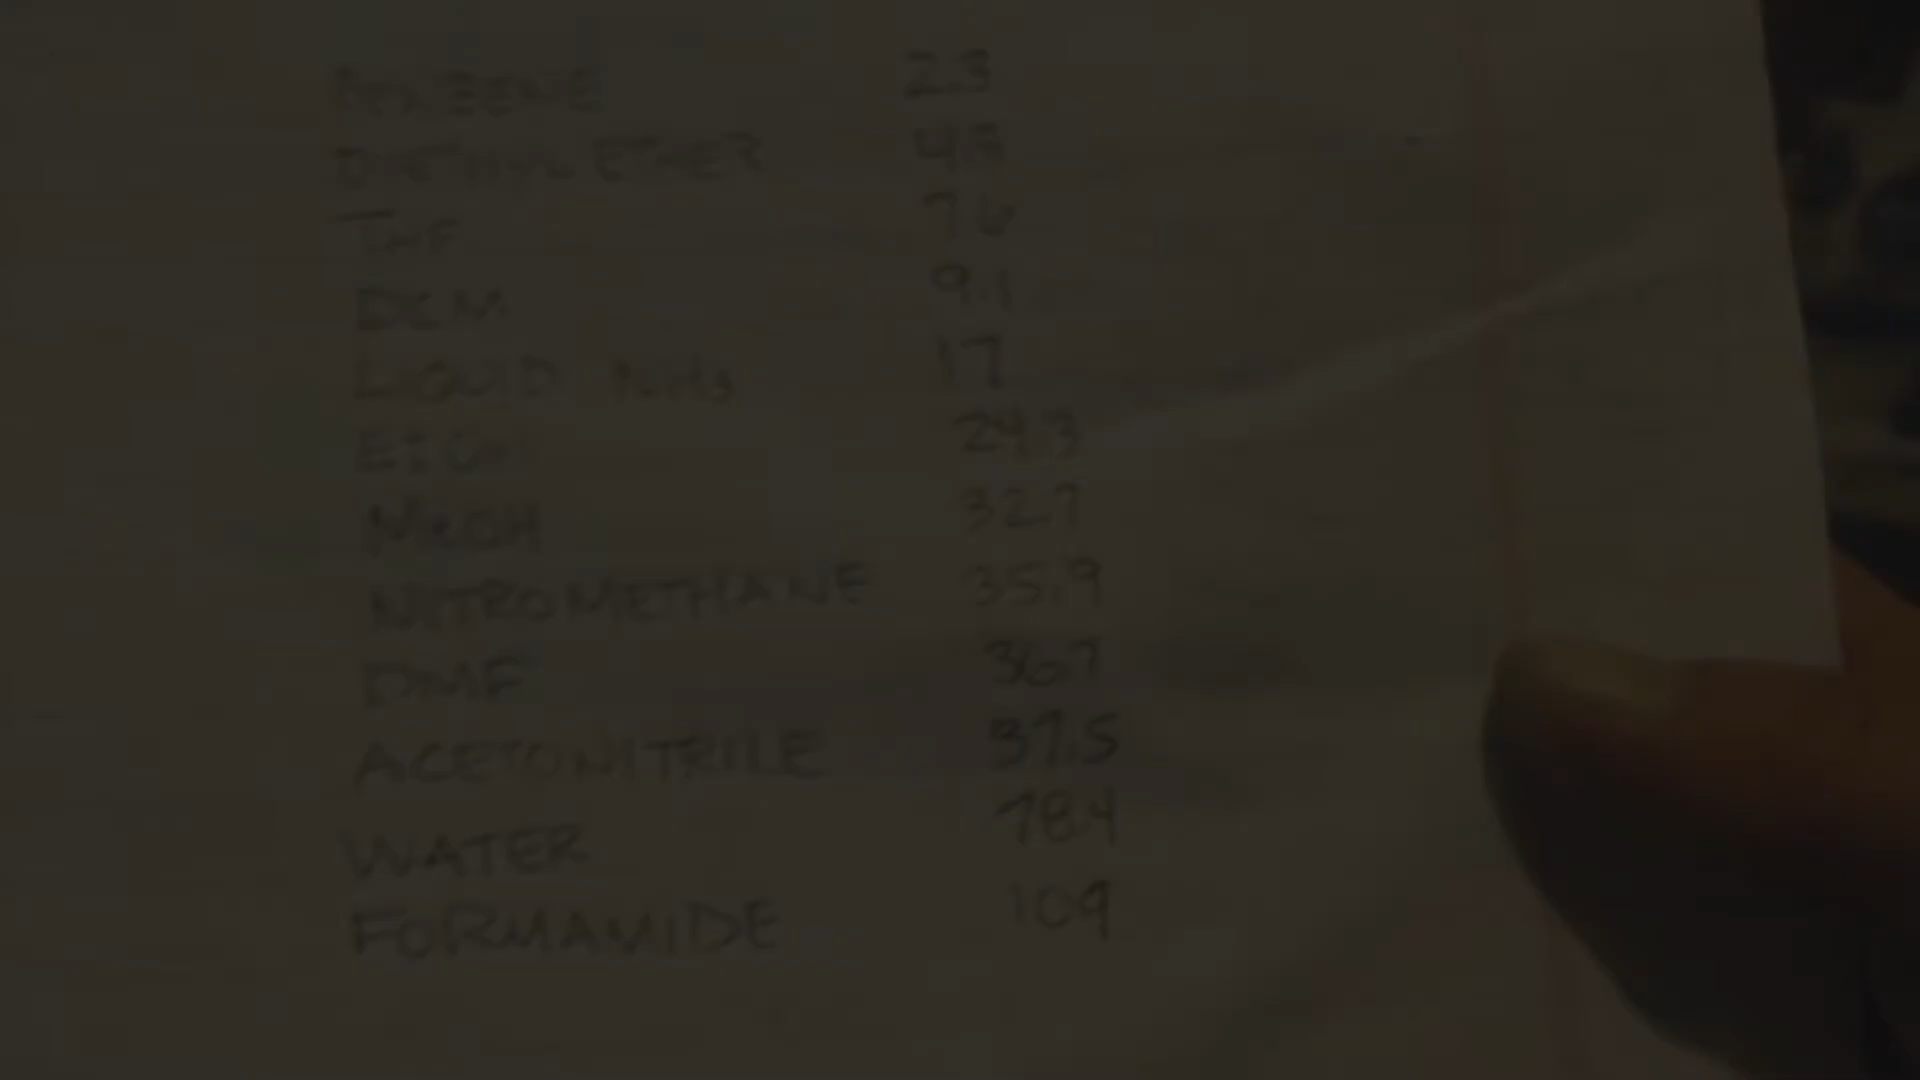 BENZENE 2.3
DIETHYL ETHER 4.3
THF 7.6
DCM 9.1
LIQUID NH3 17
EtOH 24.3
MeOH 32.7
NITROMETHANE 35.9
DMF 36.7
ACETONITRILE 37.5
WATER 78.4
FORMAMIDE 109